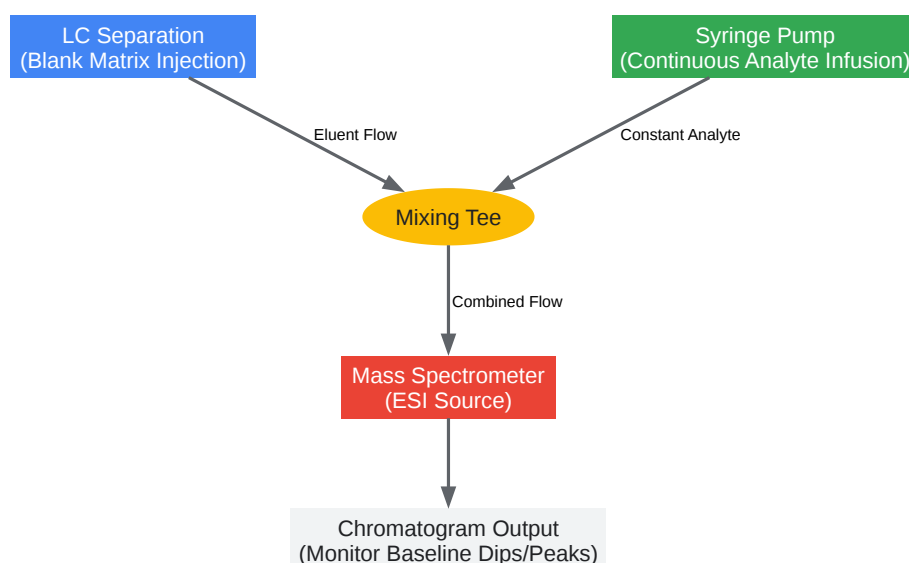 LC Separation
(Blank Matrix Injection)
Syringe Pump
(Continuous Analyte Infusion)
Eluent Flow
Constant Analyte
Mixing Tee
Combined Flow
Mass Spectrometer
(ESI Source)
Chromatogram Output
(Monitor Baseline Dips/Peaks)